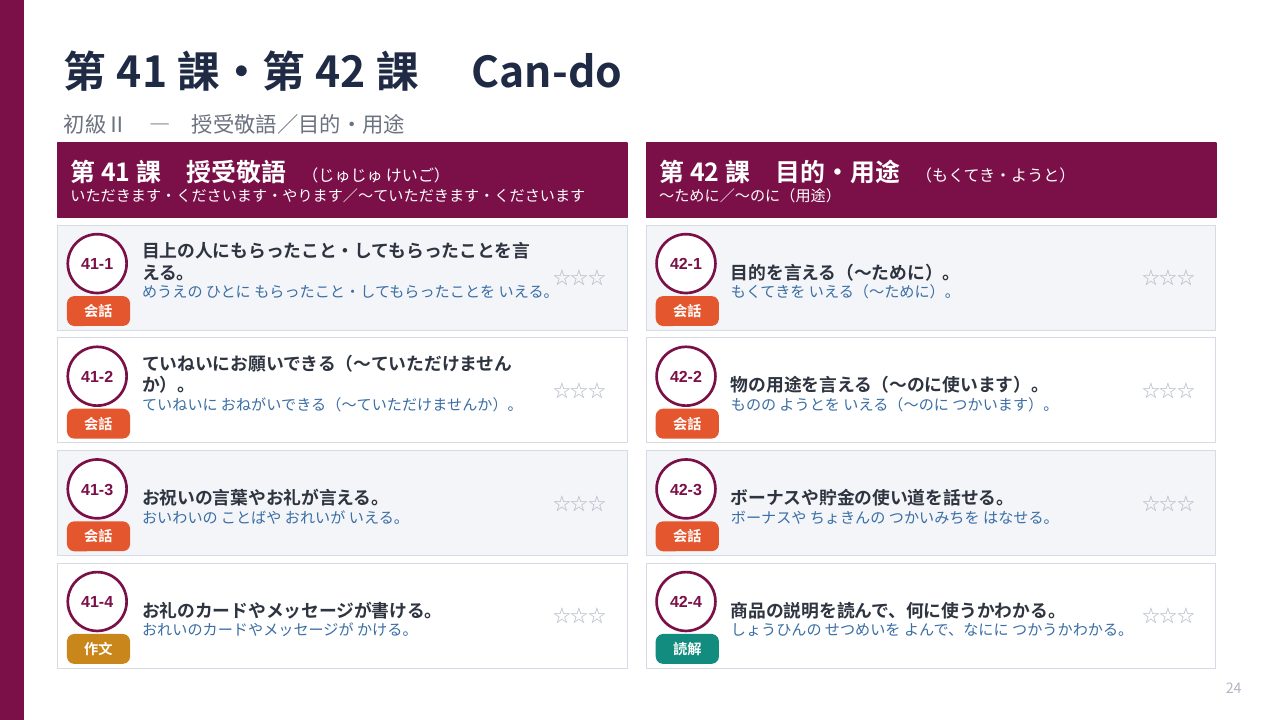 第 41 課・第 42 課　Can-do
初級Ⅱ　―　授受敬語／目的・用途
第 41 課　授受敬語　（じゅじゅ けいご）
いただきます・くださいます・やります／～ていただきます・くださいます
41-1
会話
目上の人にもらったこと・してもらったことを言
える。
めうえの ひとに もらったこと・してもらったことを いえる。
☆☆☆
41-2
会話
ていねいにお願いできる（～ていただけません
か）。
ていねいに おねがいできる（～ていただけませんか）。
☆☆☆
41-3
会話
お祝いの言葉やお礼が言える。
おいわいの ことばや おれいが いえる。
☆☆☆
41-4
作文
お礼のカードやメッセージが書ける。
おれいのカードやメッセージが かける。
☆☆☆
第 42 課　目的・用途　（もくてき・ようと）
～ために／～のに（用途）
42-1
会話
目的を言える（～ために）。
もくてきを いえる（～ために）。
☆☆☆
42-2
会話
物の用途を言える（～のに使います）。
ものの ようとを いえる（～のに つかいます）。
☆☆☆
42-3
会話
ボーナスや貯金の使い道を話せる。
ボーナスや ちょきんの つかいみちを はなせる。
☆☆☆
42-4
読解
商品の説明を読んで、何に使うかわかる。
しょうひんの せつめいを よんで、なにに つかうかわかる。
☆☆☆
24